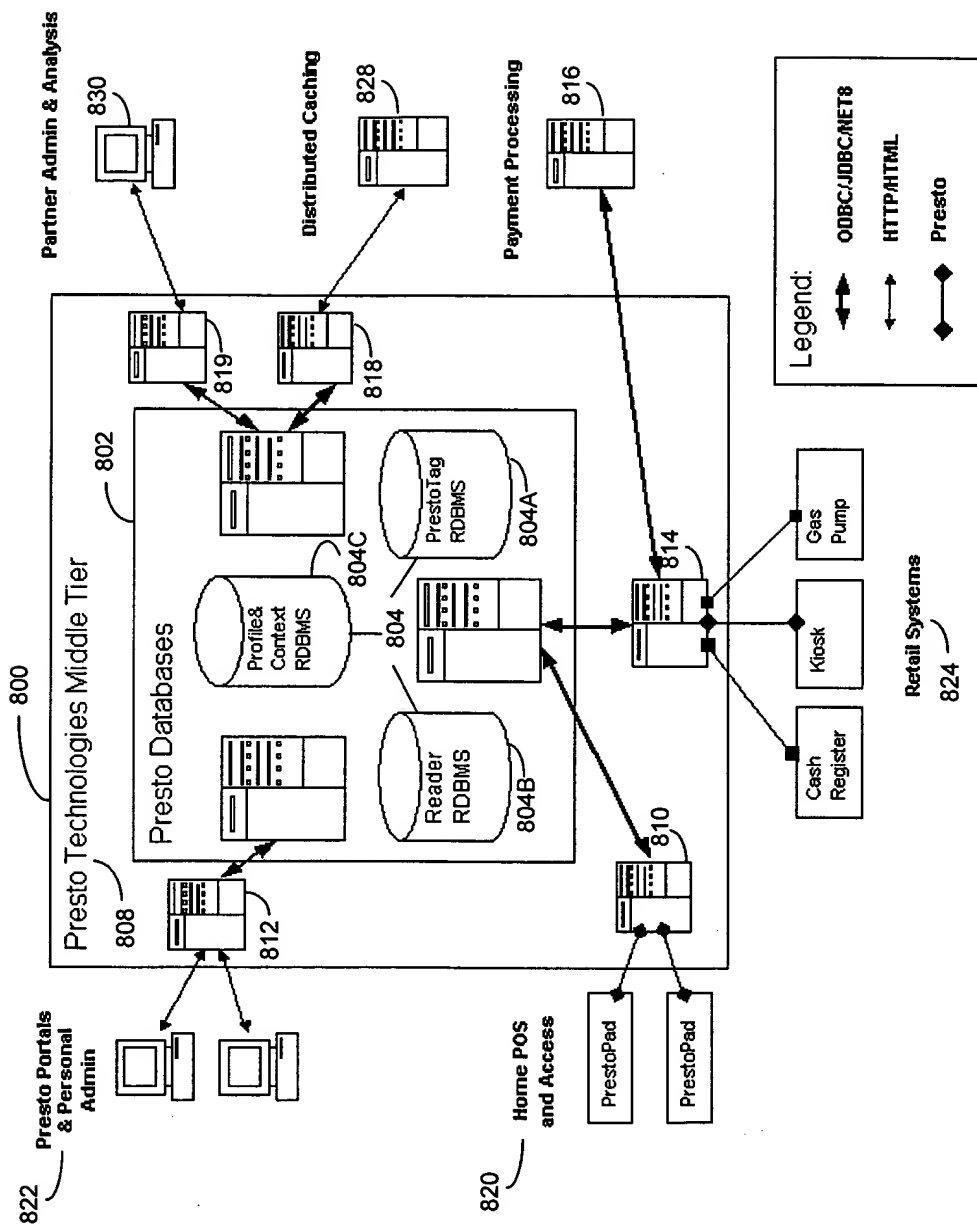 800
Presto Technologies Middle Tier
808
802
Presto Databases
822
Presto Portals
& Personal
Admin
812
Profile&
Context
RDBMS
804C
804
Reader
RDBMS
804B
PrestoTag
RDBMS
804A
819
818
Partner Admin & Analysis
830
Distributed Caching
828
Payment Processing
816
820
Home POS
and Access
PrestoPad
PrestoPad
810
814
Cash
Register
Kiosk
Gas
Pump
Retail Systems
824
Legend:
ODBC/JDBC/NET8
HTTP/HTML
Presto